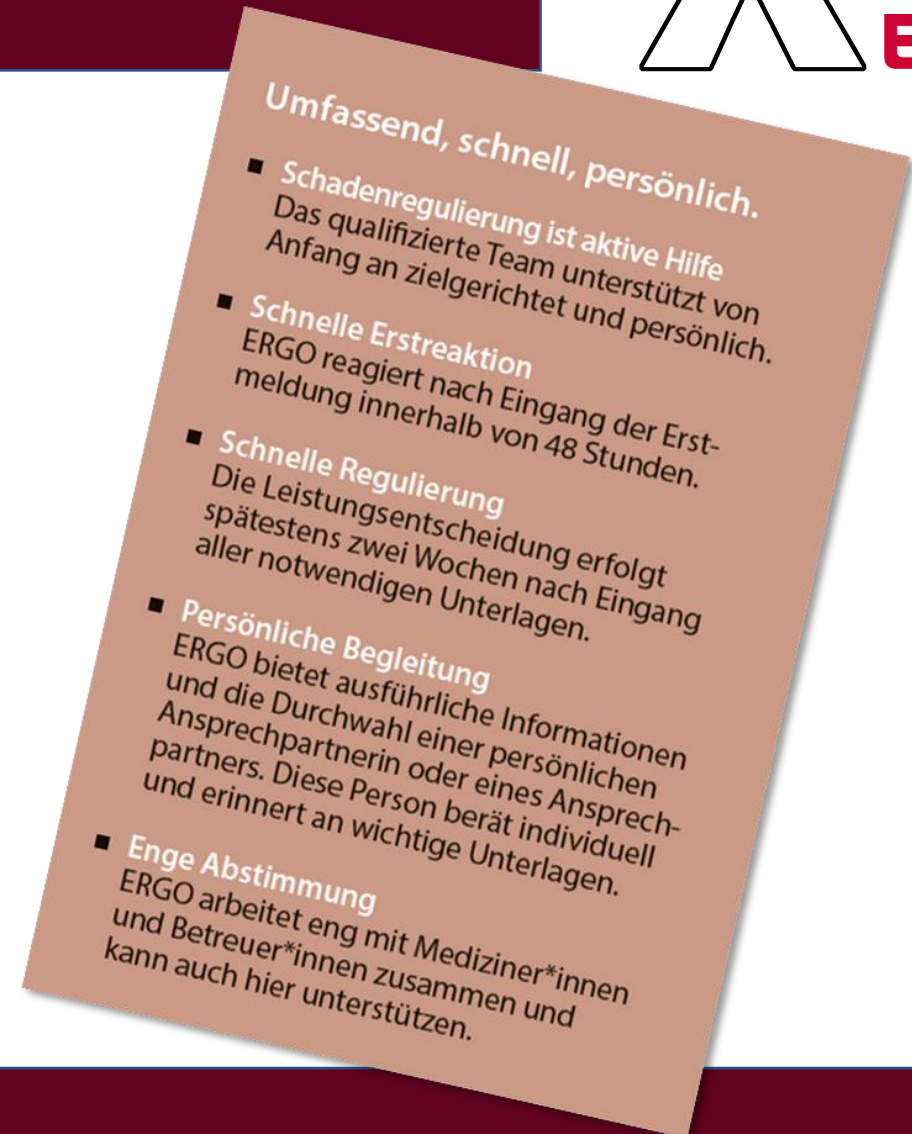 Umfassend, schnell, persönlich.
▪ Schadenregulierung ist aktive Hilfe
Das qualifizierte Team unterstützt von
Anfang an zielgerichtet und persönlich.
▪ Schnelle Erstreaktion
ERGO reagiert nach Eingang der Erst-
meldung innerhalb von 48 Stunden.
▪ Schnelle Regulierung
Die Leistungsentscheidung erfolgt
spätestens zwei Wochen nach Eingang
aller notwendigen Unterlagen.
▪ Persönliche Begleitung
ERGO bietet ausführliche Informationen
und die Durchwahl einer persönlichen
Ansprechpartnerin oder eines Ansprech-
partners. Diese Person berät individuell
und erinnert an wichtige Unterlagen.
▪ Enge Abstimmung
ERGO arbeitet eng mit Mediziner*innen
und Betreuer*innen zusammen und
kann auch hier unterstützen.